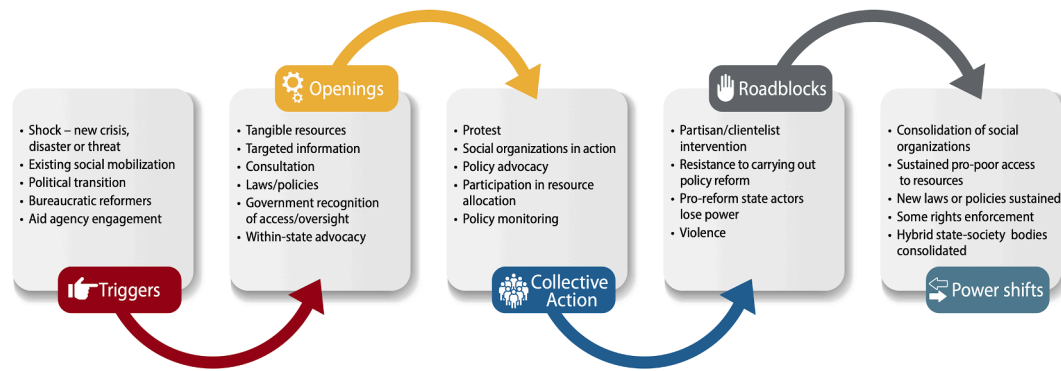 Triggers
• Shock – new crisis,
disaster or threat
• Existing social mobilization
• Political transition
• Bureaucratic reformers
• Aid agency engagement
Openings
• Tangible resources
• Targeted information
• Consultation
• Laws/policies
• Government recognition
of access/oversight
• Within-state advocacy
Collective
Action
• Protest
• Social organizations in action
• Policy advocacy
• Participation in resource
allocation
• Policy monitoring
Roadblocks
• Partisan/clientelist
intervention
• Resistance to carrying out
policy reform
• Pro-reform state actors
lose power
• Violence
Power shifts
• Consolidation of social
organizations
• Sustained pro-poor access
to resources
• New laws or policies sustained
• Some rights enforcement
• Hybrid state-society bodies
consolidated